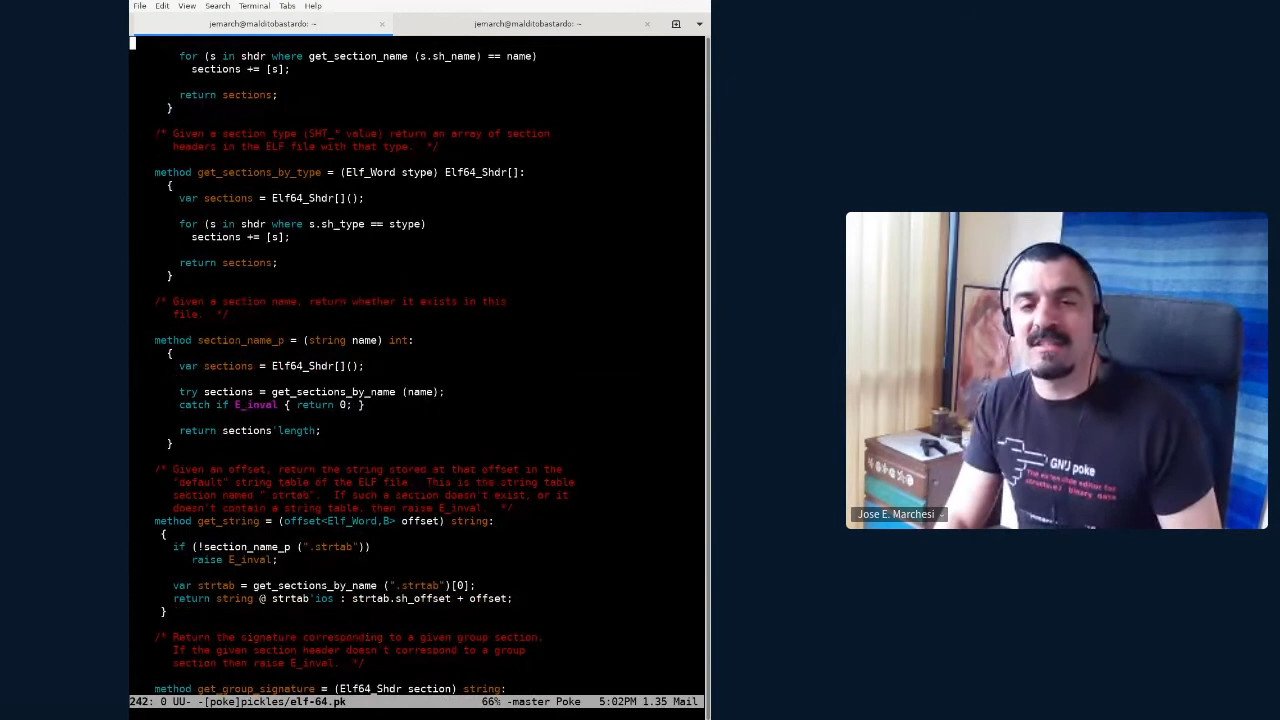 File Edit View Search Terminal Tabs Help
jemarch@malditobastardo: ~
jemarch@malditobastardo: ~
for (s in shdr where get_section_name (s.sh_name) == name)
sections += [s];
return sections;
}
/* Given a section type (SHT_* value) return an array of section
headers in the ELF file with that type. */
method get_sections_by_type = (Elf_Word stype) Elf64_Shdr[]:
{
var sections = Elf64_Shdr[]();
for (s in shdr where s.sh_type == stype)
sections += [s];
return sections;
}
/* Given a section name, return whether it exists in this
file. */
method section_name_p = (string name) int:
{
var sections = Elf64_Shdr[]();
try sections = get_sections_by_name (name);
catch if E_inval { return 0; }
return sections'length;
}
/* Given an offset, return the string stored at that offset in the
"default" string table of the ELF file. This is the string table
section named ".strtab". If such a section doesn't exist, or it
doesn't contain a string table, then raise E_inval. */
method get_string = (offset<Elf_Word,B> offset) string:
{
if (!section_name_p (".strtab"))
raise E_inval;
var strtab = get_sections_by_name (".strtab")[0];
return string @ strtab'ios : strtab.sh_offset + offset;
}
/* Return the signature corresponding to a given group section.
If the given section header doesn't correspond to a group
section then raise E_inval. */
method get_group_signature = (Elf64_Shdr section) string:
242: 0 UU- -[poke]pickles/elf-64.pk 66% -master Poke 5:02PM 1.35 Mail
GNU poke
The extensible editor for
structured binary data
Jose E. Marchesi